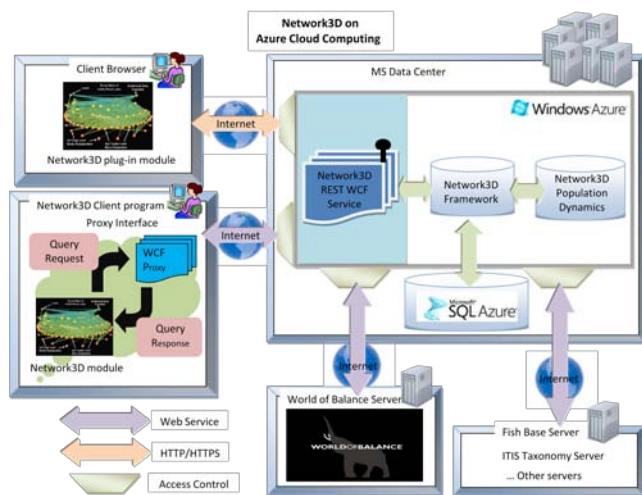 Network3D on
Azure Cloud Computing
Client Browser
Network3D plug-in module
Internet
MS Data Center
Windows Azure
Network3D
REST WCF
Service
Network3D
Framework
Network3D
Population
Dynamics
Microsoft
SQL Azure
Network3D Client program
Proxy Interface
Query
Request
WCF
Proxy
Query
Response
Network3D module
Internet
Internet
Internet
World of Balance Server
WORLDOFBALANCE
Fish Base Server
ITIS Taxonomy Server
... Other servers
Web Service
HTTP/HTTPS
Access Control